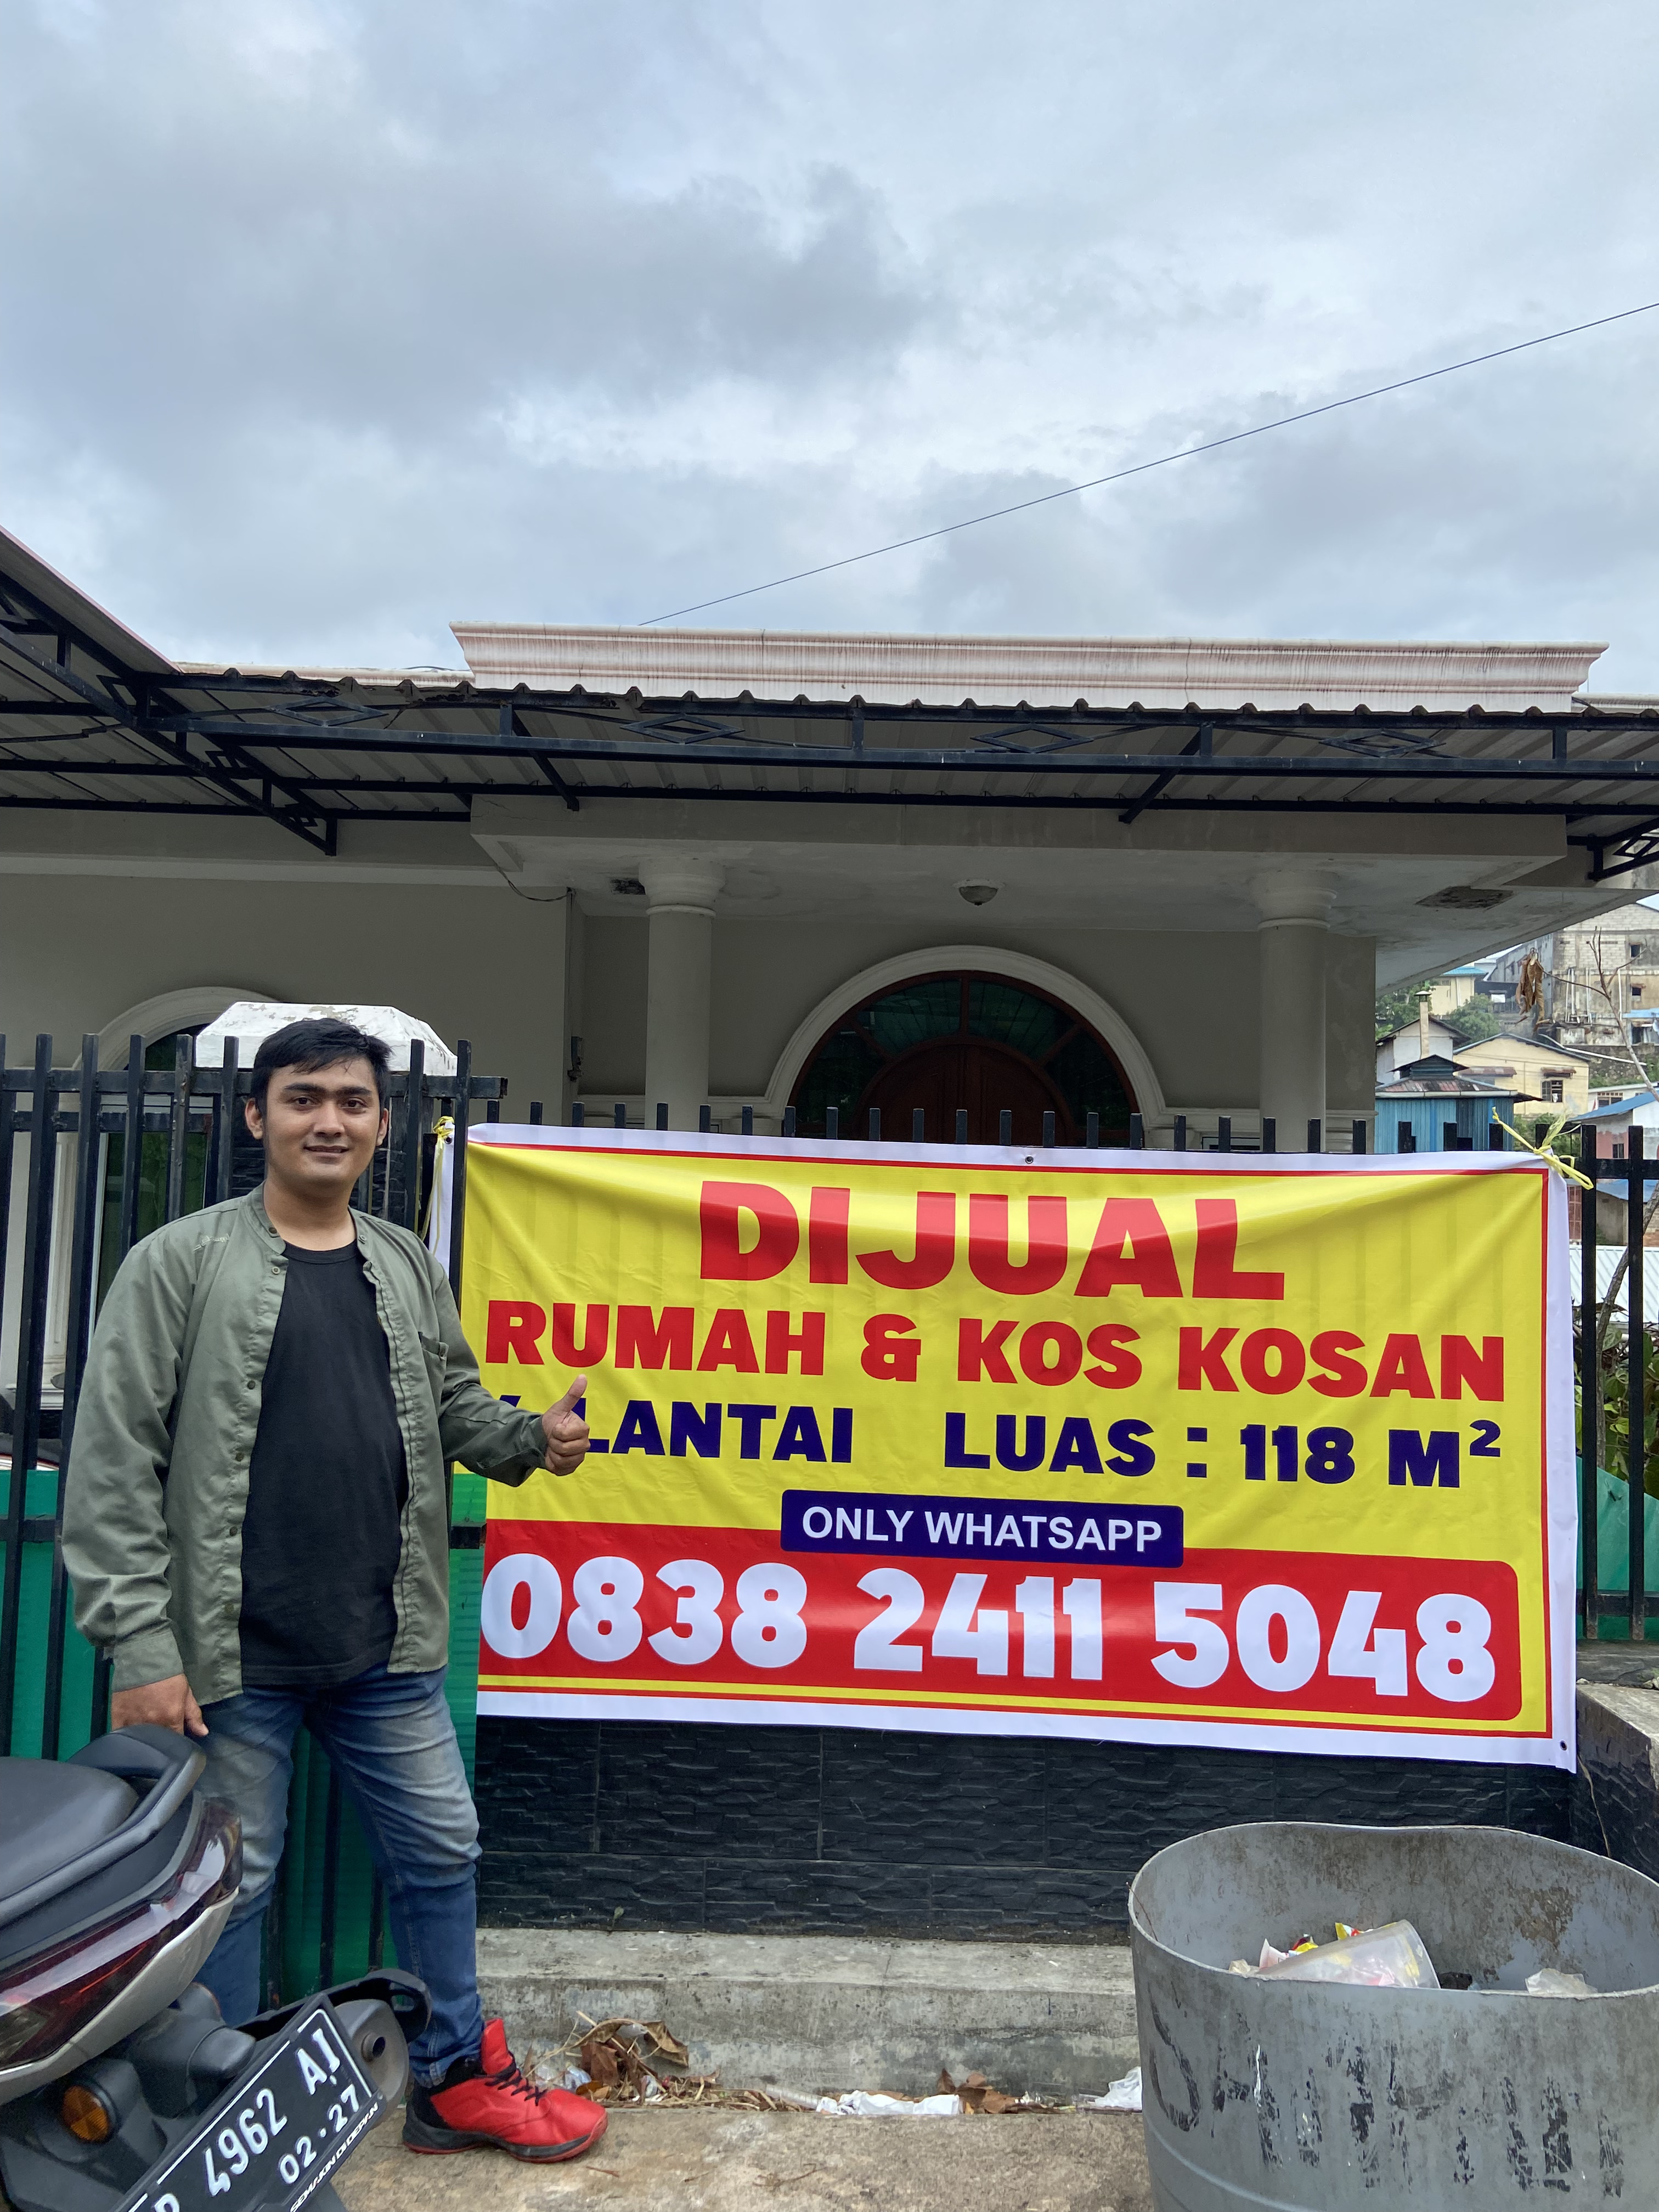 DIJUAL
RUMAH & KOS KOSAN
LANTAI LUAS : 118 M²
ONLY WHATSAPP
0838 2411 5048
4962 AI
02·27